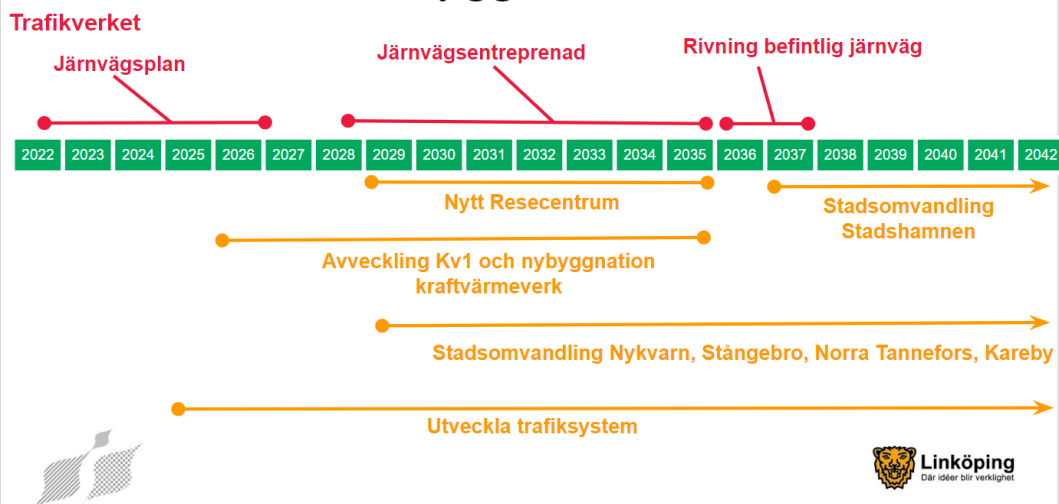 Trafikverket
Järnvägsplan
Järnvägsentreprenad
Rivning befintlig järnväg
2022 2023 2024 2025 2026 2027 2028 2029 2030 2031 2032 2033 2034 2035 2036 2037 2038 2039 2040 2041 2042
Nytt Resecentrum
Stadsomvandling
Stadshamnen
Avveckling Kv1 och nybyggnation
kraftvärmeverk
Stadsomvandling Nykvarn, Stångebro, Norra Tannefors, Kareby
Utveckla trafiksystem
Linköping
Där idéer blir verklighet